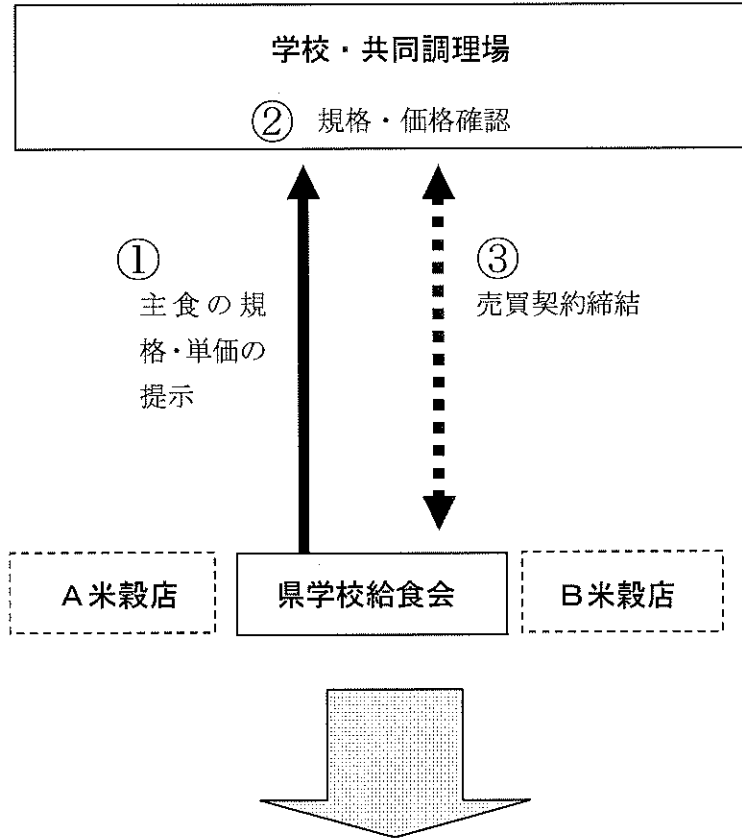 学校・共同調理場
② 規格・価格確認
①
主食の規
格・単価の
提示
③
売買契約締結
A米穀店
県学校給食会
B米穀店